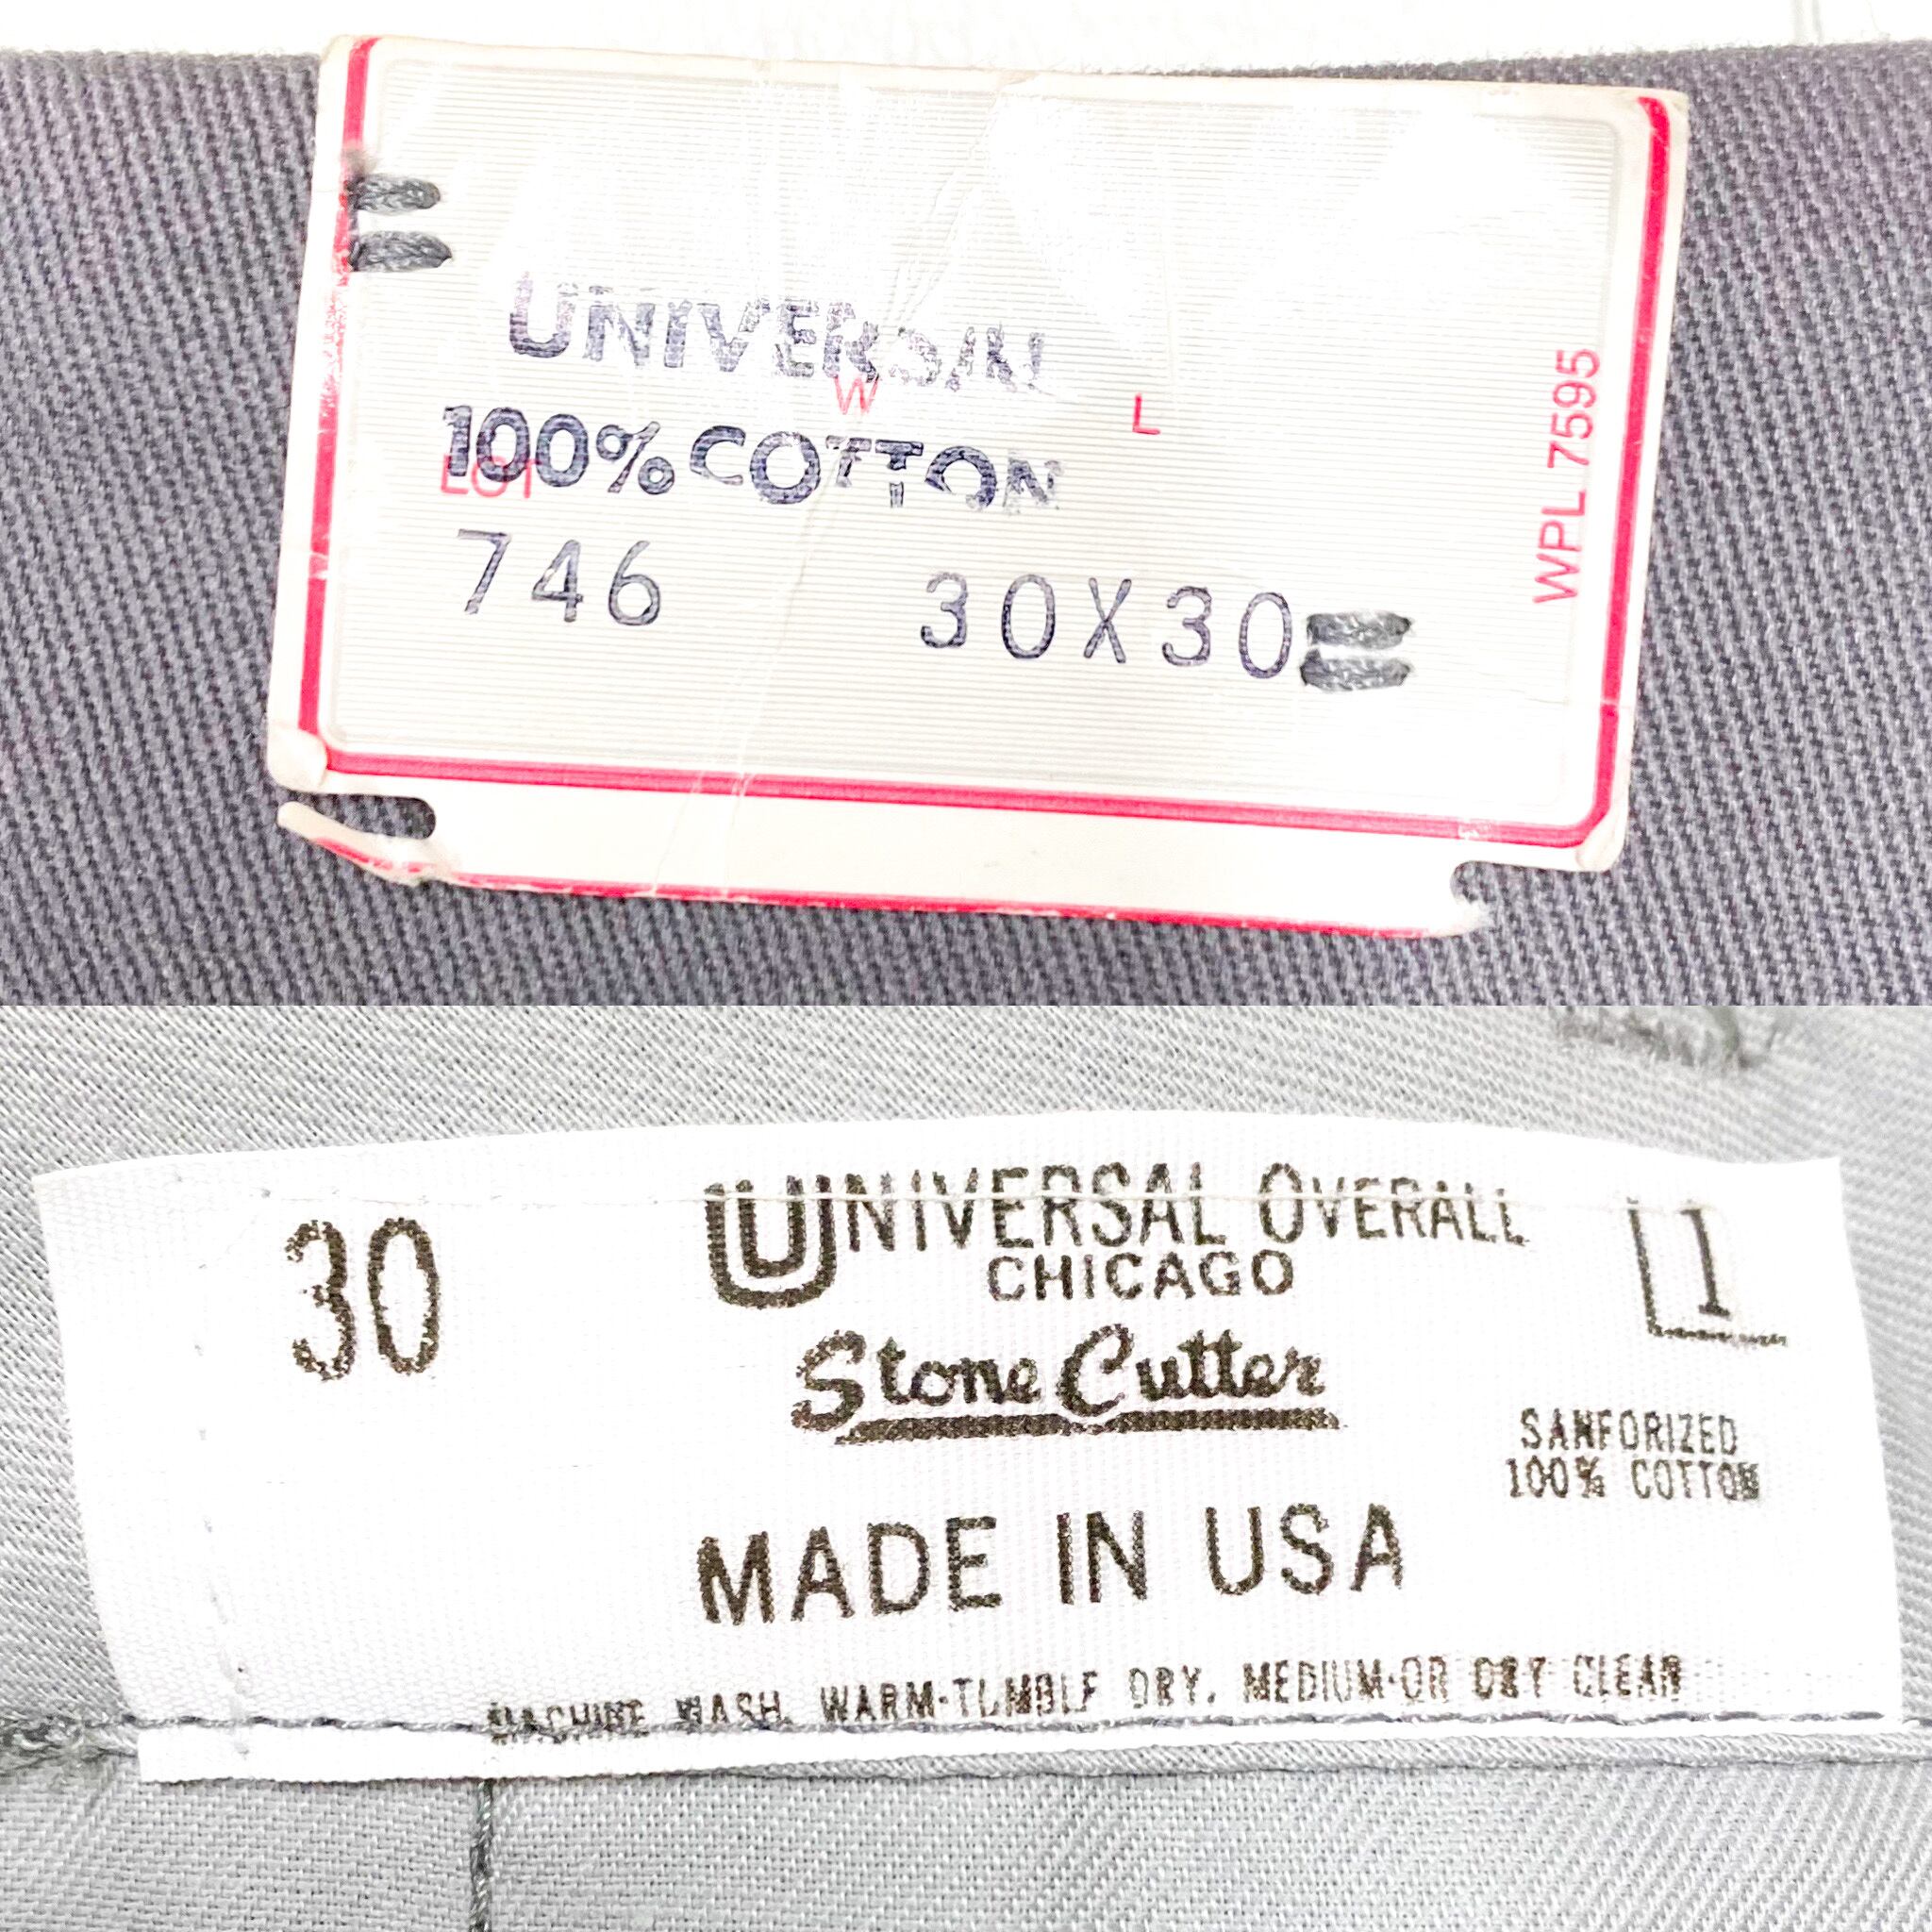 UNIVERSAL
W L
100% COTTON
LOT
746 30X30
WPL 7595
30 UNIVERSAL OVERALL 1
CHICAGO
Stone Cutter
SANFORIZED
100% COTTON
MADE IN USA
MACHINE WASH, WARM-TUMBLE DRY, MEDIUM-OR DRY CLEAN